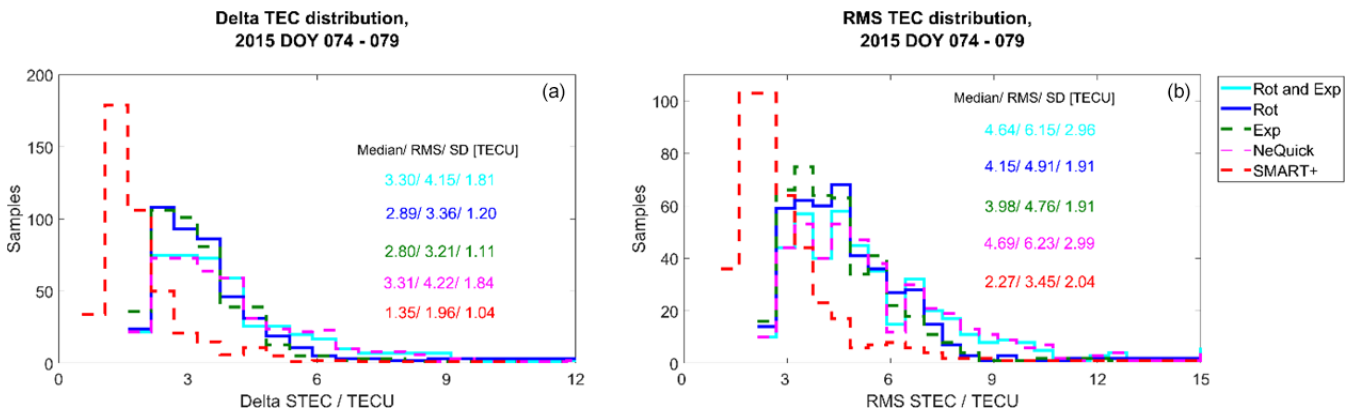 Delta TEC distribution,
2015 DOY 074 - 079
200
150
100
50
0
Samples
0 3 6 9 12
Delta STEC / TECU
(a)
Median/ RMS/ SD [TECU]
3.30/ 4.15/ 1.81
2.89/ 3.36/ 1.20
2.80/ 3.21/ 1.11
3.31/ 4.22/ 1.84
1.35/ 1.96/ 1.04
RMS TEC distribution,
2015 DOY 074 - 079
100
80
60
40
20
0
Samples
0 3 6 9 12 15
RMS STEC / TECU
(b)
Median/ RMS/ SD [TECU]
4.64/ 6.15/ 2.96
4.15/ 4.91/ 1.91
3.98/ 4.76/ 1.91
4.69/ 6.23/ 2.99
2.27/ 3.45/ 2.04
Rot and Exp
Rot
Exp
NeQuick
SMART+